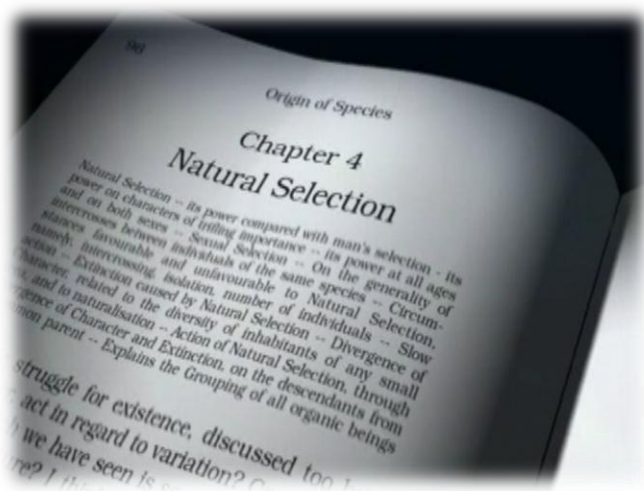 96
Origin of Species
Chapter 4
Natural Selection
Natural Selection -- its power compared with man's selection - its
power on characters of trifling importance -- its power at all ages
and on both sexes -- Sexual Selection -- On the generality of
intercrosses between individuals of the same species -- Circum-
stances favourable and unfavourable to Natural Selection,
namely, intercrossing, isolation, number of individuals -- Slow
action -- Extinction caused by Natural Selection -- Divergence of
Character, related to the diversity of inhabitants of any small
and to naturalisation -- Action of Natural Selection, through
of Character and Extinction, on the descendants from
parent -- Explains the Grouping of all organic beings
struggle for existence, discussed too
act in regard to variation?
we have seen is